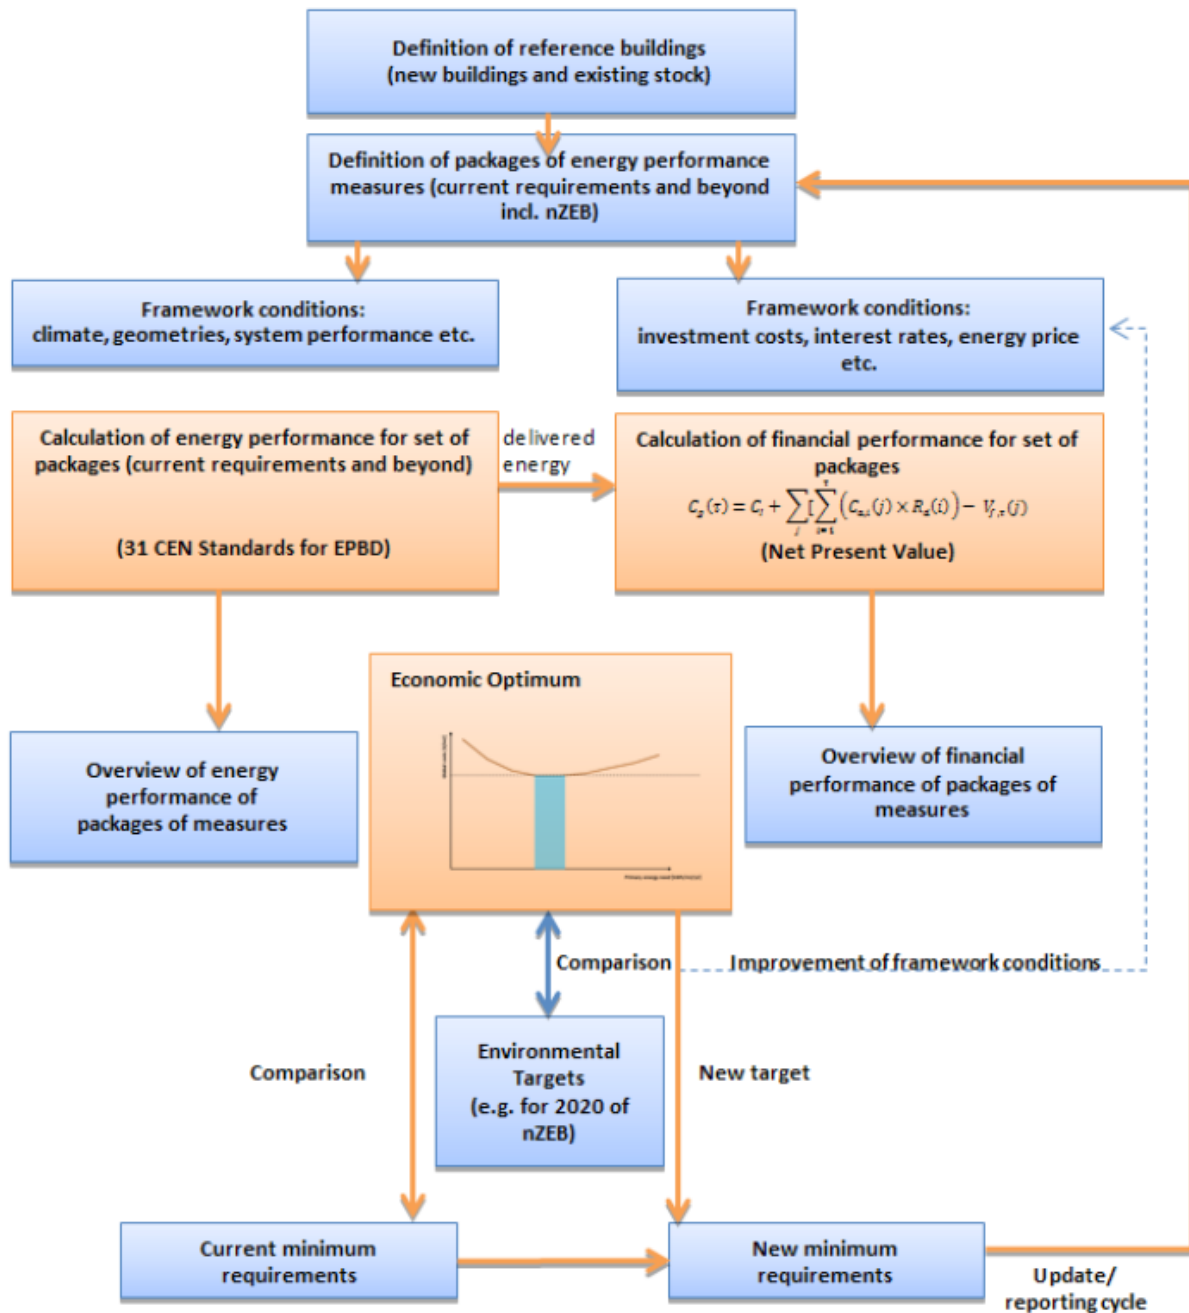 Definition of reference buildings
(new buildings and existing stock)
Definition of packages of energy performance
measures (current requirements and beyond
incl. nZEB)
Framework conditions:
climate, geometries, system performance etc.
Framework conditions:
investment costs, interest rates, energy price
etc.
Calculation of energy performance for set of
packages (current requirements and beyond)
(31 CEN Standards for EPBD)
delivered
energy
Calculation of financial performance for set of
packages
(Net Present Value)
Economic Optimum
Overview of energy
performance of
packages of measures
Overview of financial
performance of packages of
measures
Comparison
Improvement of framework conditions
Environmental
Targets
(e.g. for 2020 of
nZEB)
Comparison
New target
Current minimum
requirements
New minimum
requirements
Update/
reporting cycle